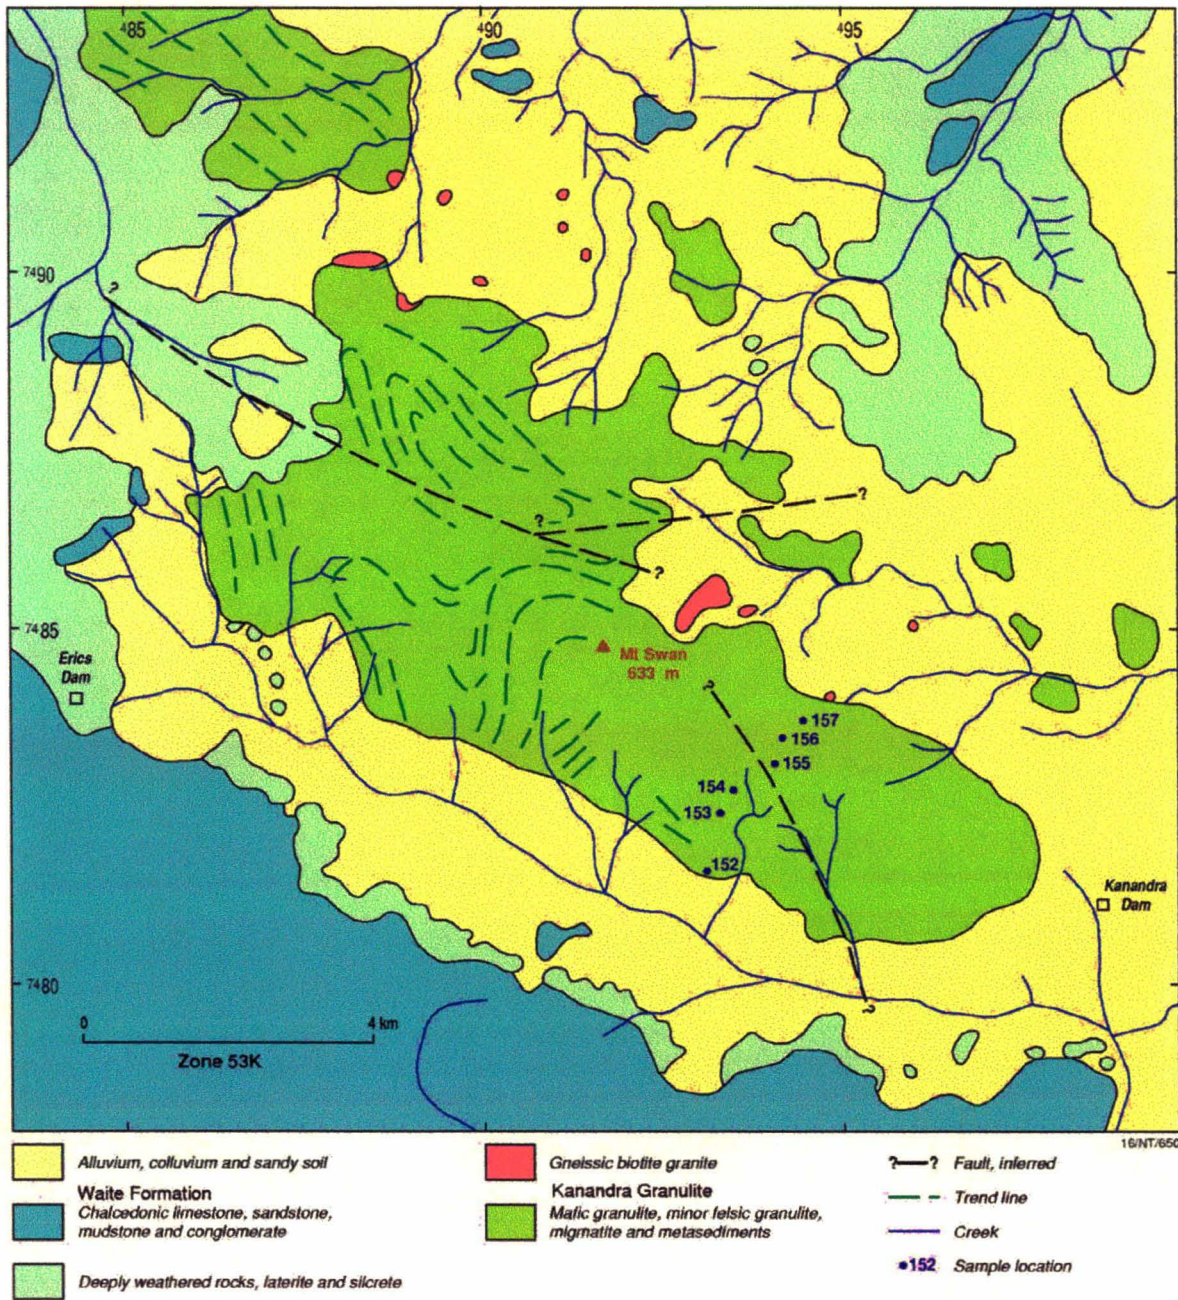 485
490
495
7490
?
?
?
?
7485
Erics
Dam
Mt Swan
633 m
?
157
156
155
154
153
152
Kanandra
Dam
7480
?
0
4 km
Zone 53K
16/NT/650
Alluvium, colluvium and sandy soil
Waite Formation
Chalcedonic limestone, sandstone,
mudstone and conglomerate
Deeply weathered rocks, laterite and silcrete
Gneissic biotite granite
Kanandra Granulite
Mafic granulite, minor felsic granulite,
migmatite and metasediments
?—? Fault, inferred
Trend line
Creek
152 Sample location